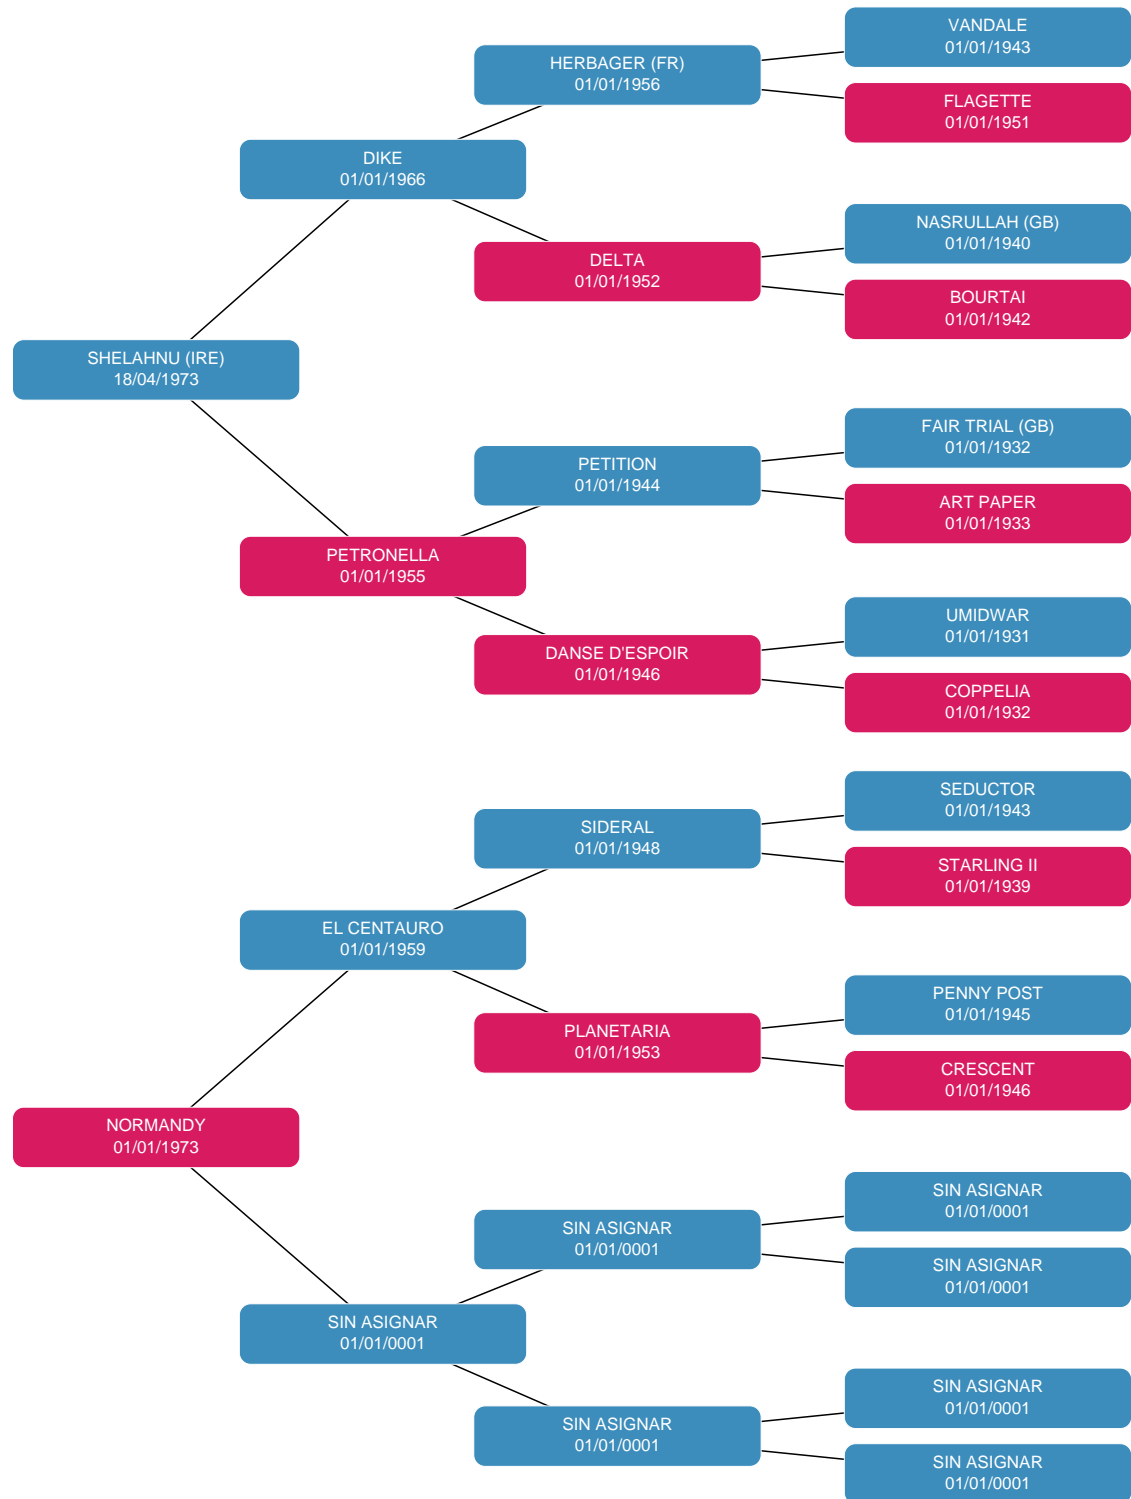 VANDALE
01/01/1943
HERBAGER (FR)
01/01/1956
FLAGETTE
01/01/1951
DIKE
01/01/1966
NASRULLAH (GB)
01/01/1940
DELTA
01/01/1952
BOURTAI
01/01/1942
SHELAHNU (IRE)
18/04/1973
FAIR TRIAL (GB)
01/01/1932
PETITION
01/01/1944
ART PAPER
01/01/1933
PETRONELLA
01/01/1955
UMIDWAR
01/01/1931
DANSE D'ESPOIR
01/01/1946
COPPELIA
01/01/1932
SEDUCTOR
01/01/1943
SIDERAL
01/01/1948
STARLING II
01/01/1939
EL CENTAURO
01/01/1959
PENNY POST
01/01/1945
PLANETARIA
01/01/1953
CRESCENT
01/01/1946
NORMANDY
01/01/1973
SIN ASIGNAR
01/01/0001
SIN ASIGNAR
01/01/0001
SIN ASIGNAR
01/01/0001
SIN ASIGNAR
01/01/0001
SIN ASIGNAR
01/01/0001
SIN ASIGNAR
01/01/0001
SIN ASIGNAR
01/01/0001